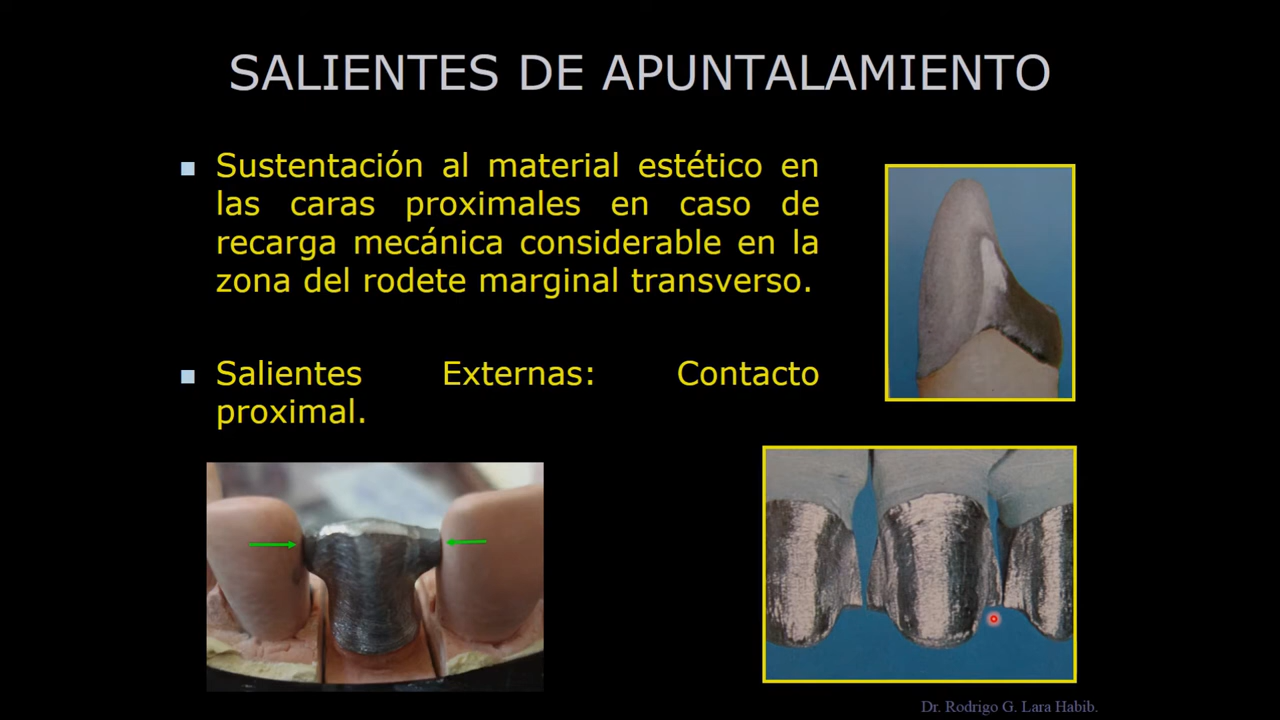 SALIENTES DE APUNTALAMIENTO
Sustentación al material estético en
las caras proximales en caso de
recarga mecánica considerable en la
zona del rodete marginal transverso.
Salientes Externas: Contacto
proximal.
Dr. Rodrigo G. Lara Habib.